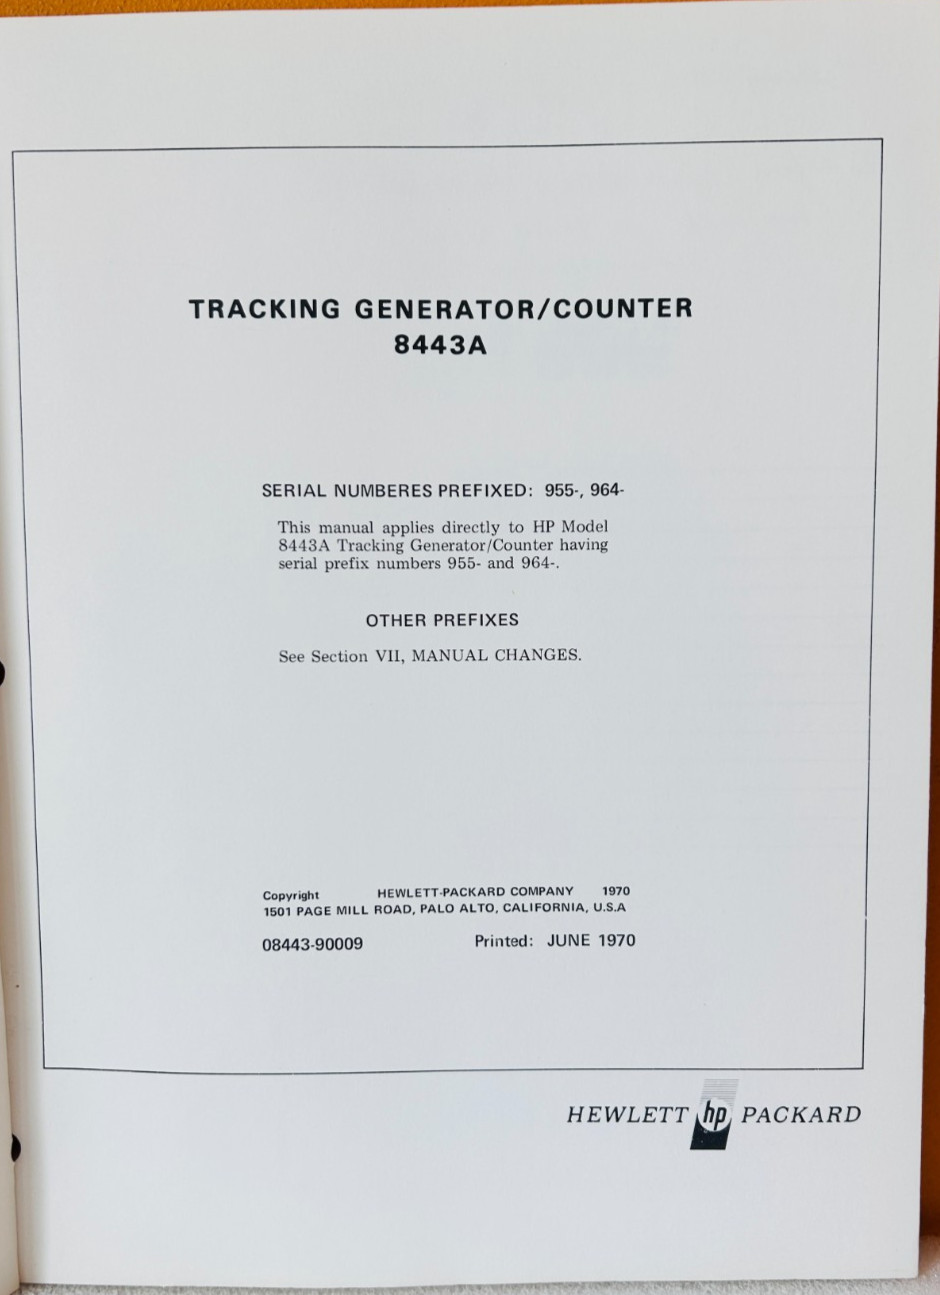 TRACKING GENERATOR/COUNTER
8443A
SERIAL NUMBERES PREFIXED: 955-, 964-
This manual applies directly to HP Model
8443A Tracking Generator/Counter having
serial prefix numbers 955- and 964-.
OTHER PREFIXES
See Section VII, MANUAL CHANGES.
Copyright HEWLETT-PACKARD COMPANY 1970
1501 PAGE MILL ROAD, PALO ALTO, CALIFORNIA, U.S.A
08443-90009 Printed: JUNE 1970
HEWLETT hp PACKARD